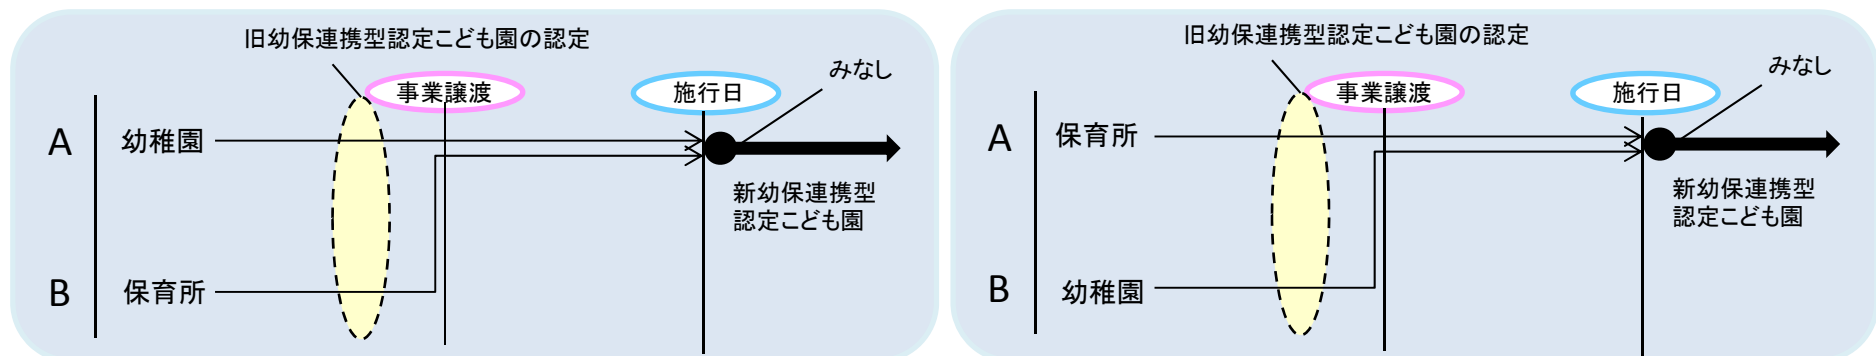 旧幼保連携型認定こども園の認定
みなし
事業譲渡
施行日
A
幼稚園
新幼保連携型
認定こども園
B
保育所
旧幼保連携型認定こども園の認定
みなし
事業譲渡
施行日
A
保育所
新幼保連携型
認定こども園
B
幼稚園